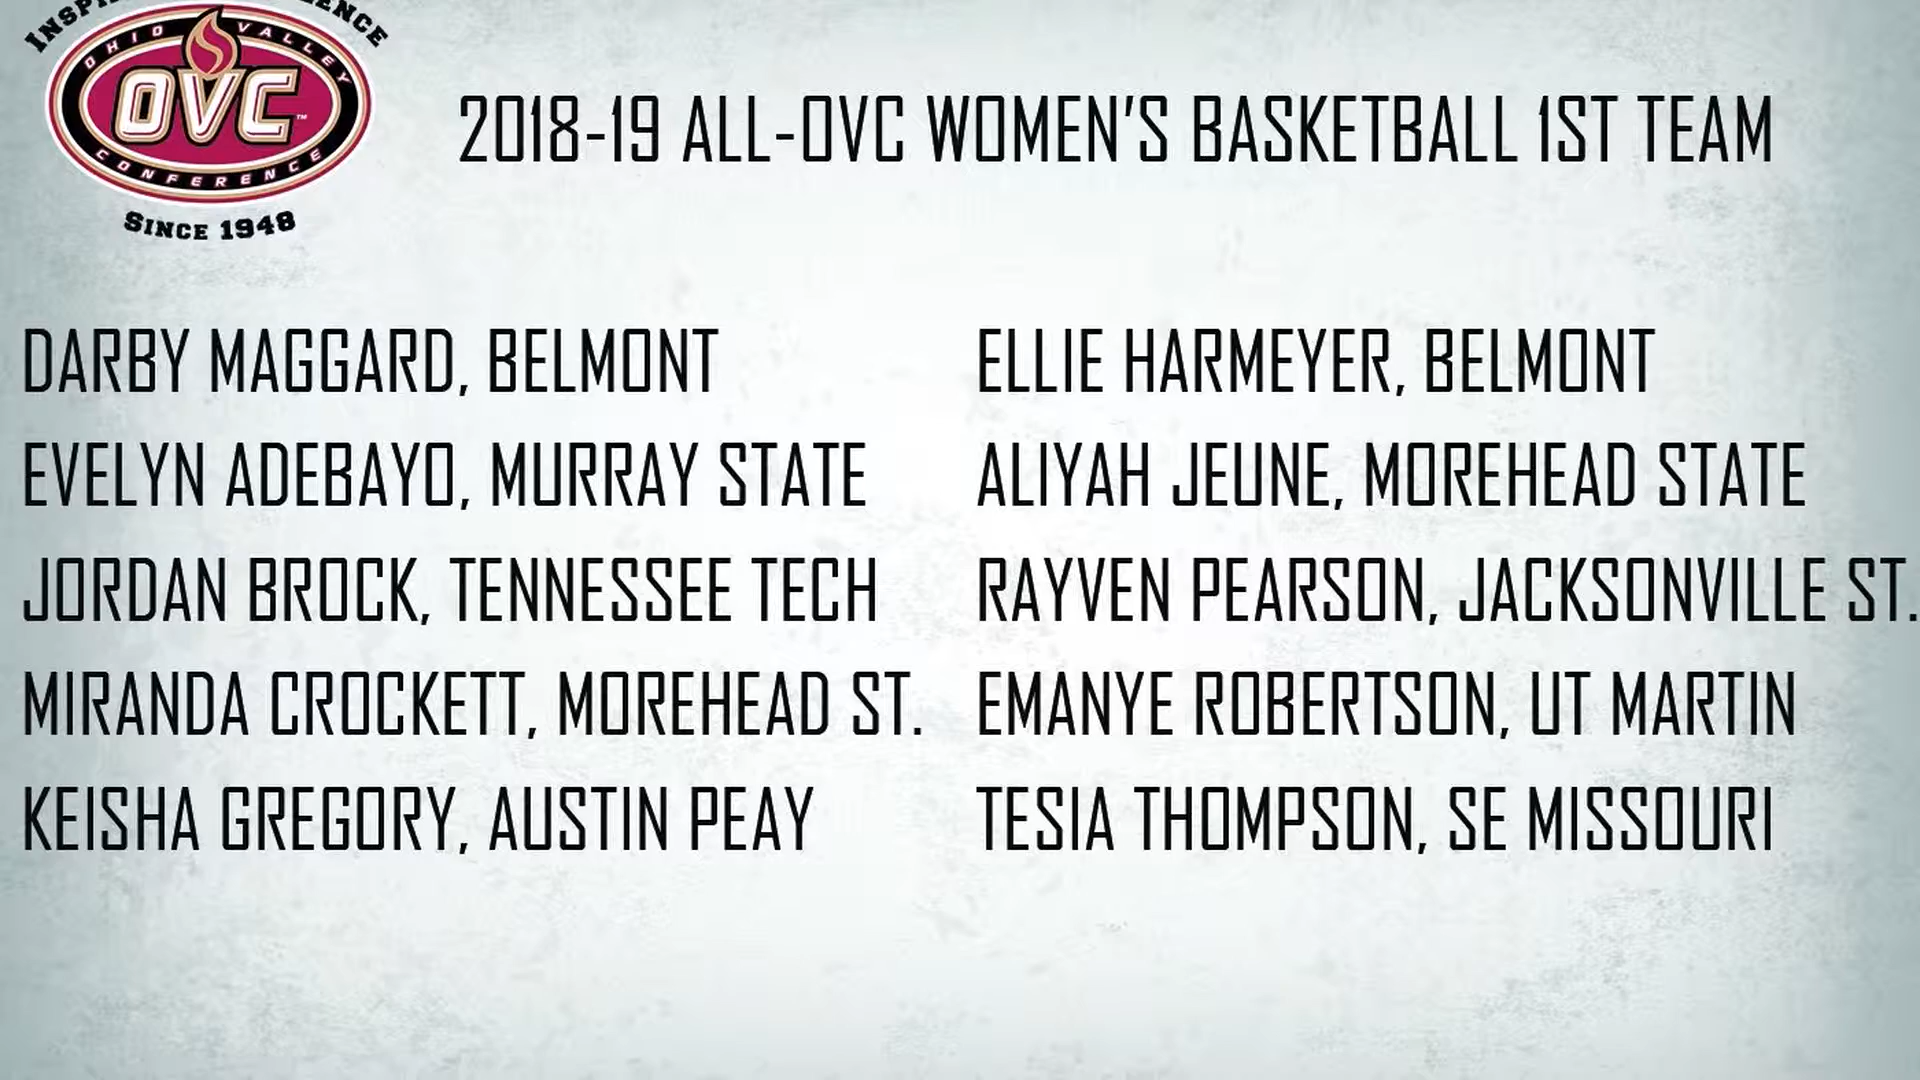 OHIO VALLEY
OVC
CONFERENCE
SINCE 1948
2018-19 ALL-OVC WOMEN'S BASKETBALL 1ST TEAM
DARBY MAGGARD, BELMONT
EVELYN ADEBAYO, MURRAY STATE
JORDAN BROCK, TENNESSEE TECH
MIRANDA CROCKETT, MOREHEAD ST.
KEISHA GREGORY, AUSTIN PEAY
ELLIE HARMEYER, BELMONT
ALIYAH JEUNE, MOREHEAD STATE
RAYVEN PEARSON, JACKSONVILLE ST.
EMANYE ROBERTSON, UT MARTIN
TESIA THOMPSON, SE MISSOURI